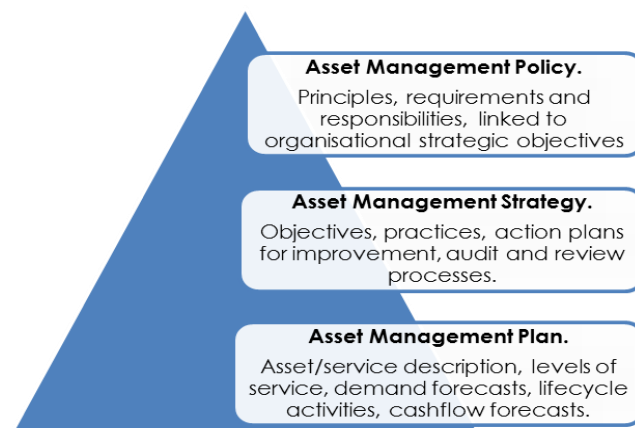 Asset Management Policy.
Principles, requirements and
responsibilities, linked to
organisational strategic objectives
Asset Management Strategy.
Objectives, practices, action plans
for improvement, audit and review
processes.
Asset Management Plan.
Asset/service description, levels of
service, demand forecasts, lifecycle
activities, cashflow forecasts.